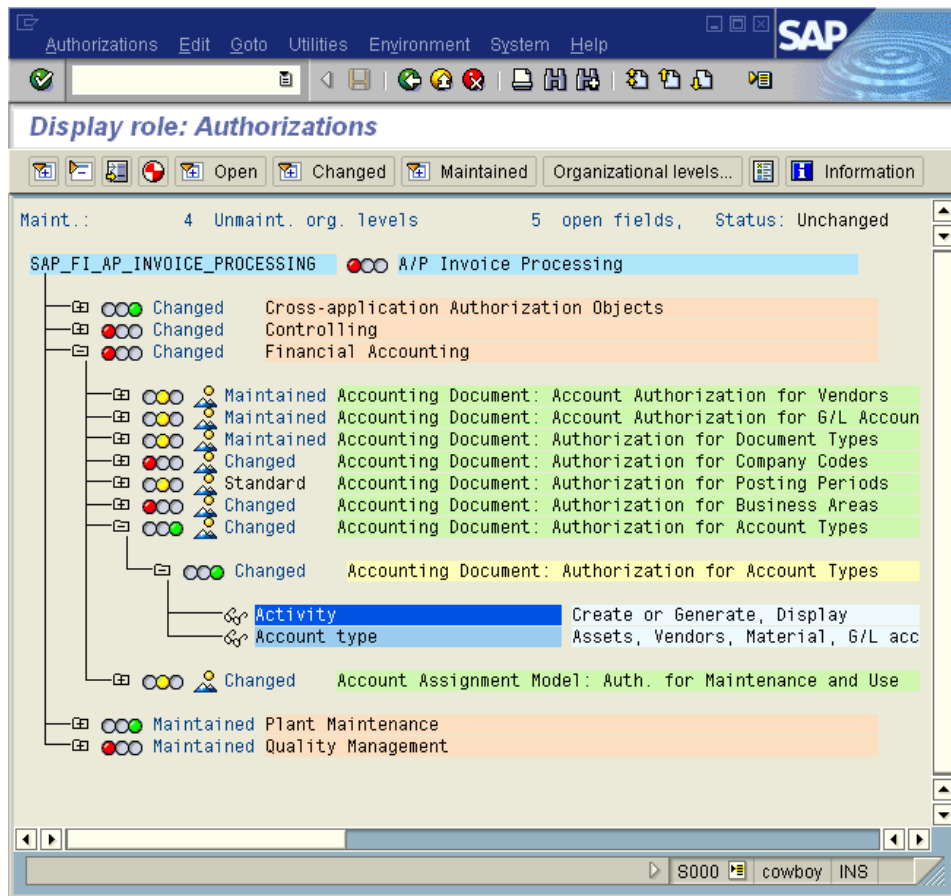 Authorizations Edit Goto Utilities Environment System Help
SAP
Display role: Authorizations
Open Changed Maintained Organizational levels... Information
Maint.: 4 Unmaint. org. levels 5 open fields, Status: Unchanged
SAP_FI_AP_INVOICE_PROCESSING A/P Invoice Processing
Changed Cross-application Authorization Objects
Changed Controlling
Changed Financial Accounting
Maintained Accounting Document: Account Authorization for Vendors
Maintained Accounting Document: Account Authorization for G/L Accoun
Maintained Accounting Document: Authorization for Document Types
Changed Accounting Document: Authorization for Company Codes
Standard Accounting Document: Authorization for Posting Periods
Changed Accounting Document: Authorization for Business Areas
Changed Accounting Document: Authorization for Account Types
Changed Accounting Document: Authorization for Account Types
Activity Create or Generate, Display
Account type Assets, Vendors, Material, G/L acc
Changed Account Assignment Model: Auth. for Maintenance and Use
Maintained Plant Maintenance
Maintained Quality Management
S000 cowboy INS